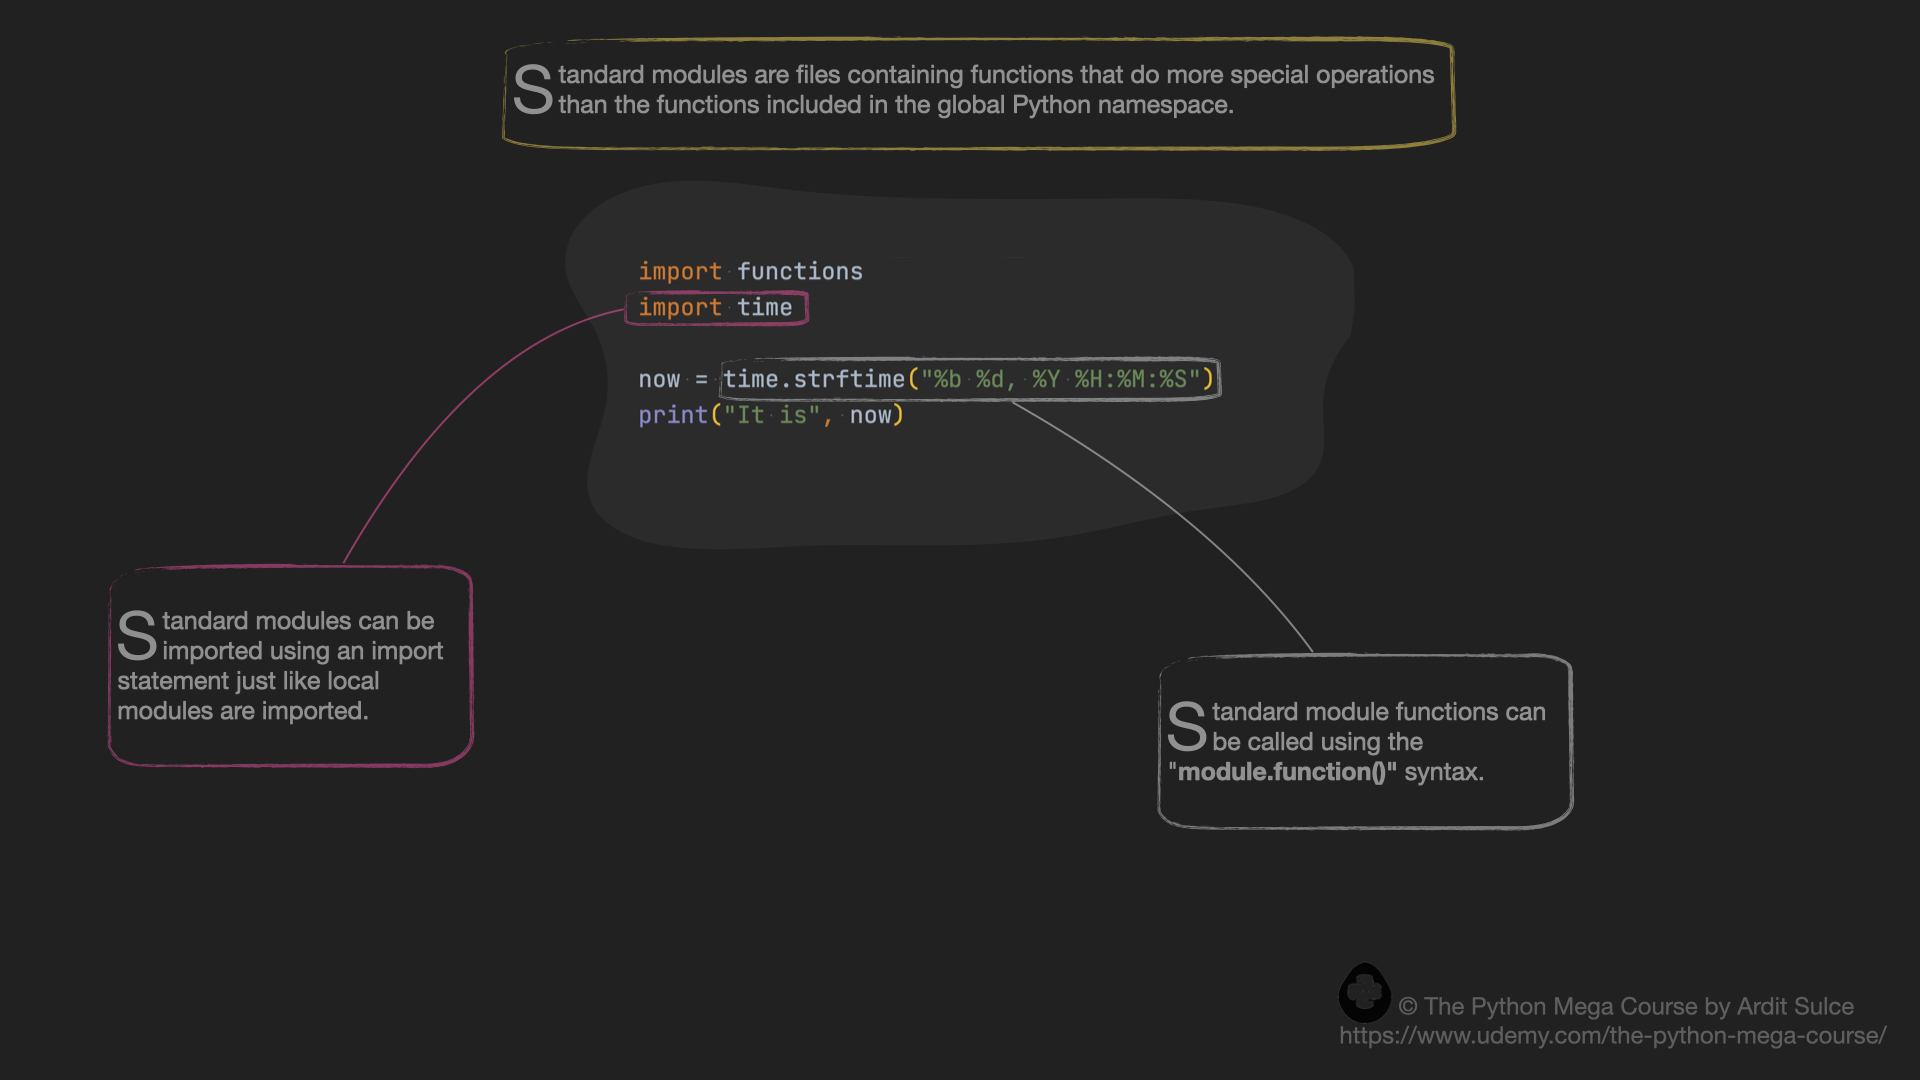 Standard modules are files containing functions that do more special operations
than the functions included in the global Python namespace.
import functions
import time
now = time.strftime("%b %d, %Y %H:%M:%S")
print("It is", now)
Standard modules can be
imported using an import
statement just like local
modules are imported.
Standard module functions can
be called using the
"module.function()" syntax.
© The Python Mega Course by Ardit Sulce
https://www.udemy.com/the-python-mega-course/